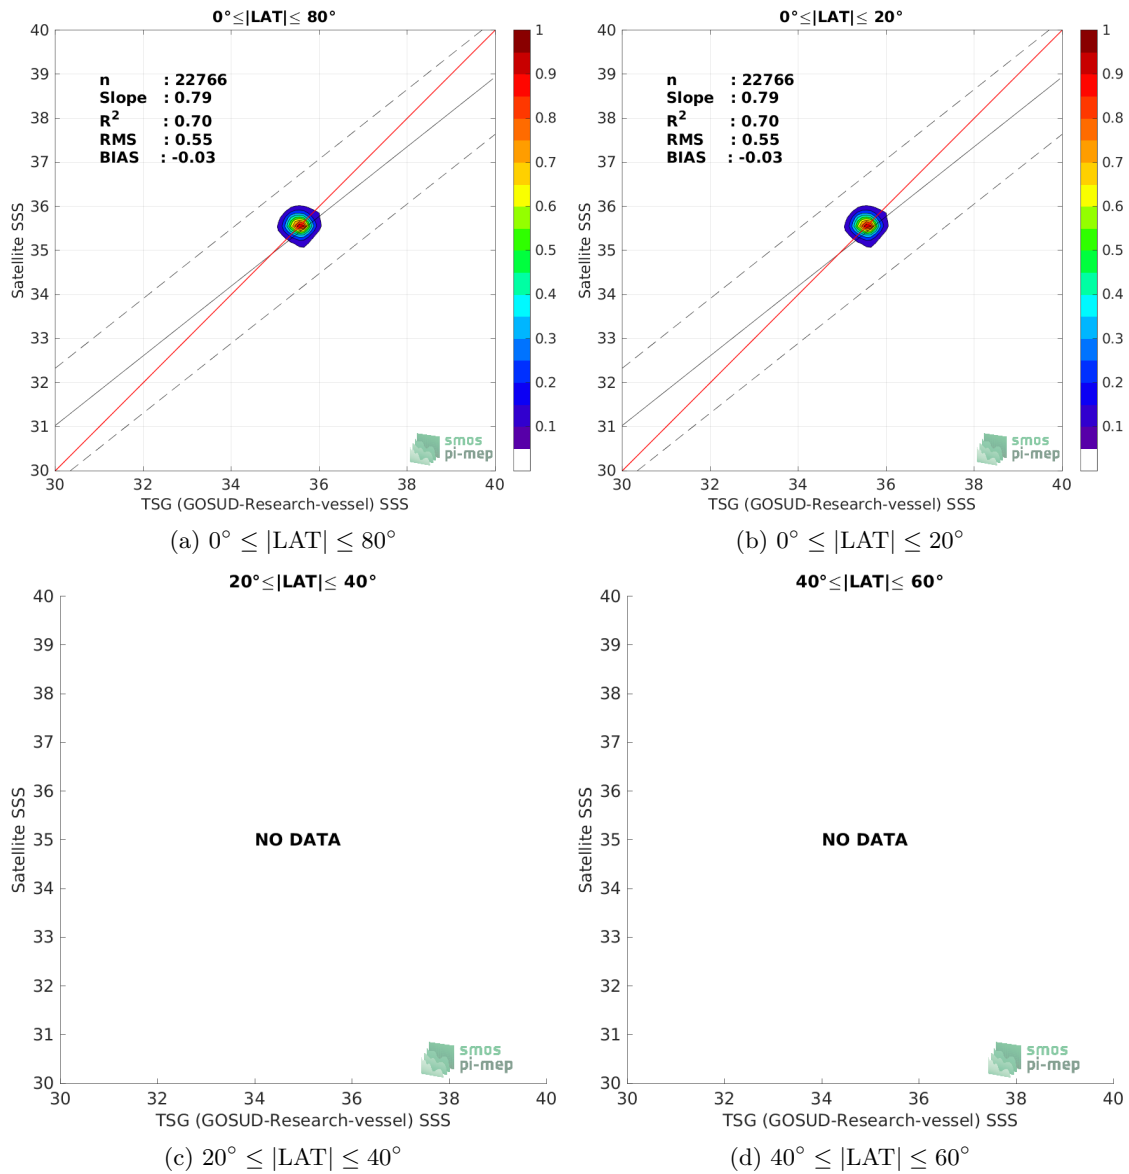 0°≤|LAT|≤ 80°
40
39
38
37
36
35
34
33
32
31
30
Satellite SSS
n : 22766
Slope : 0.79
R² : 0.70
RMS : 0.55
BIAS : -0.03
1
0.9
0.8
0.7
0.6
0.5
0.4
0.3
0.2
0.1
smos
pi-mep
30 32 34 36 38 40
TSG (GOSUD-Research-vessel) SSS
(a) 0° ≤ |LAT| ≤ 80°
0°≤|LAT|≤ 20°
40
39
38
37
36
35
34
33
32
31
30
Satellite SSS
n : 22766
Slope : 0.79
R² : 0.70
RMS : 0.55
BIAS : -0.03
1
0.9
0.8
0.7
0.6
0.5
0.4
0.3
0.2
0.1
smos
pi-mep
30 32 34 36 38 40
TSG (GOSUD-Research-vessel) SSS
(b) 0° ≤ |LAT| ≤ 20°
20°≤|LAT|≤ 40°
40
39
38
37
36
35
34
33
32
31
30
Satellite SSS
NO DATA
smos
pi-mep
30 32 34 36 38 40
TSG (GOSUD-Research-vessel) SSS
(c) 20° ≤ |LAT| ≤ 40°
40°≤|LAT|≤ 60°
40
39
38
37
36
35
34
33
32
31
30
Satellite SSS
NO DATA
smos
pi-mep
30 32 34 36 38 40
TSG (GOSUD-Research-vessel) SSS
(d) 40° ≤ |LAT| ≤ 60°